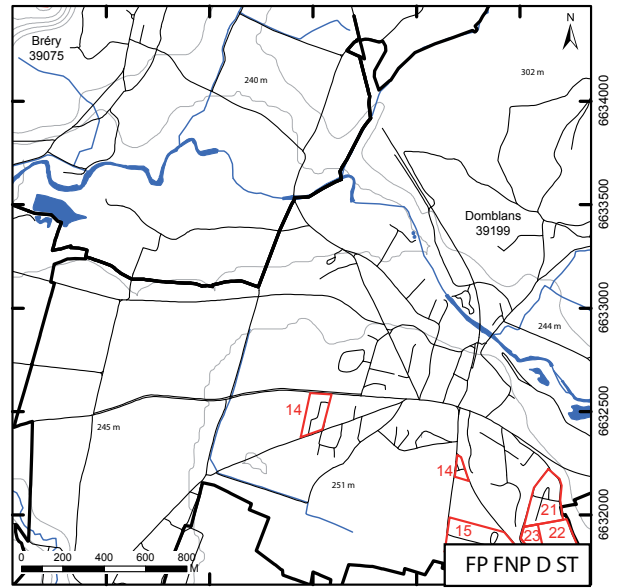 N
Bréry
39075
240 m
302 m
6634000
6633500
Domblans
39199
6633000
244 m
14
6632500
245 m
14
251 m
21
15
23
22
6632000
0 200 400 600 800
M
FP FNP D ST